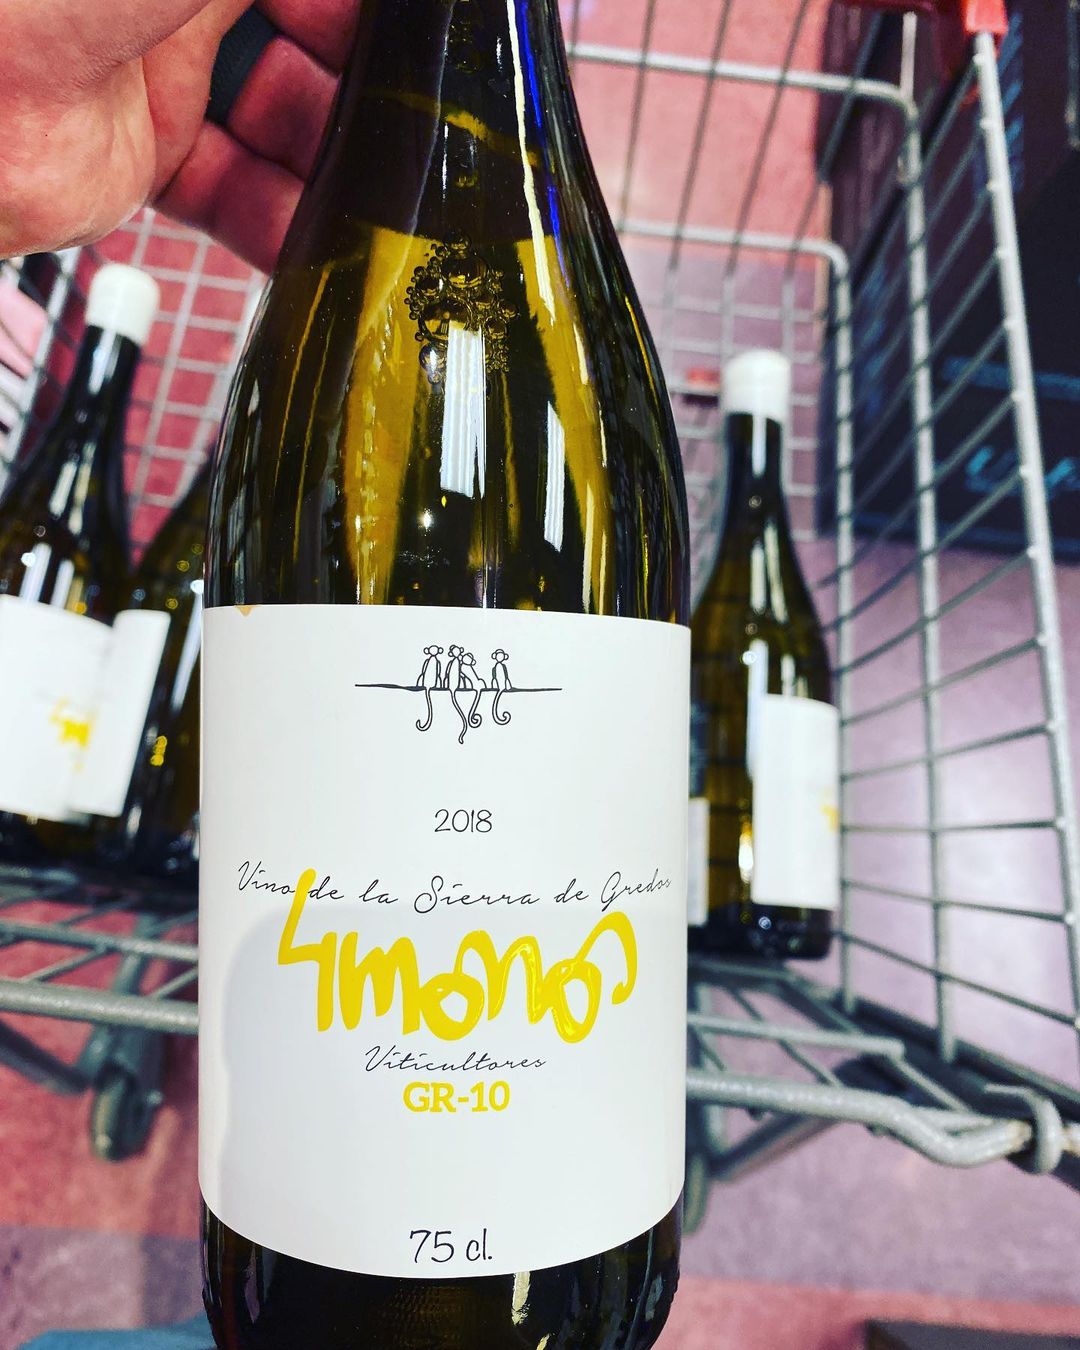 2018
Vino de la Sierra de Gredos
4monos
Viticultores
GR-10
75 cl.